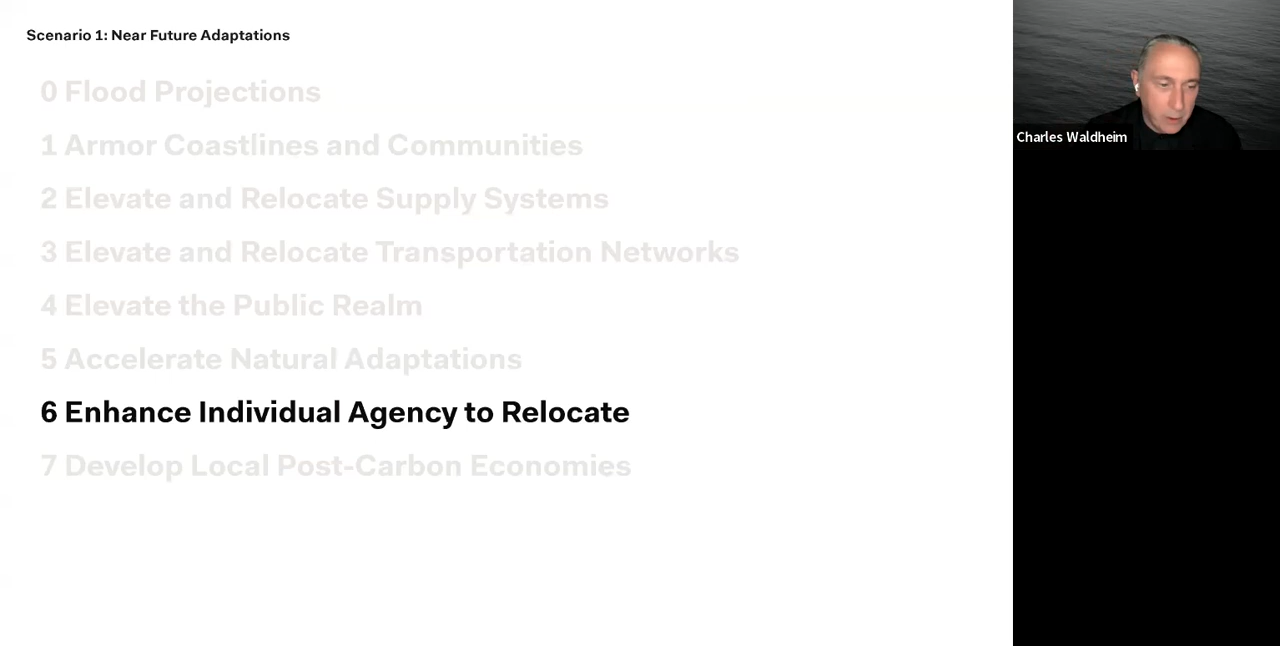 Scenario 1: Near Future Adaptations
0 Flood Projections
1 Armor Coastlines and Communities
2 Elevate and Relocate Supply Systems
3 Elevate and Relocate Transportation Networks
4 Elevate the Public Realm
5 Accelerate Natural Adaptations
6 Enhance Individual Agency to Relocate
7 Develop Local Post-Carbon Economies
Charles Waldheim